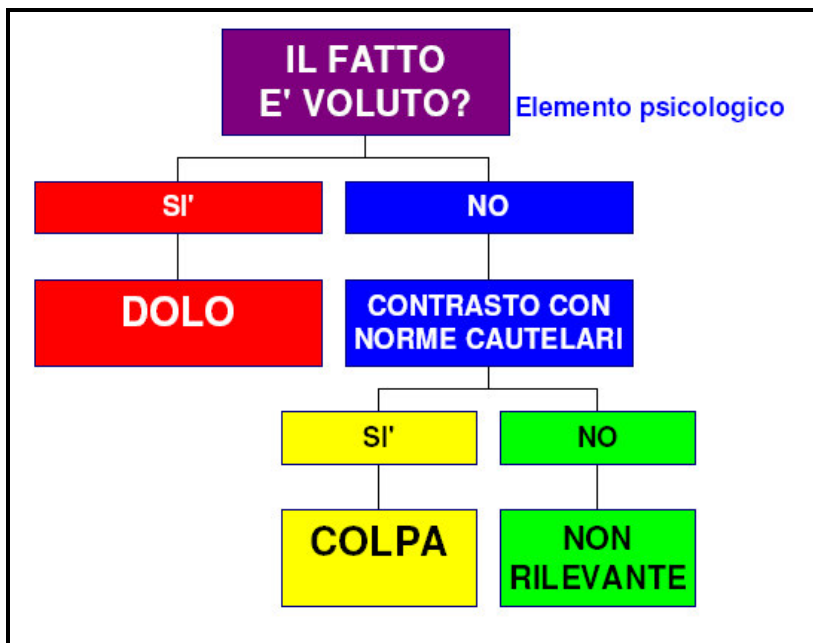 IL FATTO
E' VOLUTO?
Elemento psicologico
SI'
NO
DOLO
CONTRASTO CON
NORME CAUTELARI
SI'
NO
COLPA
NON
RILEVANTE